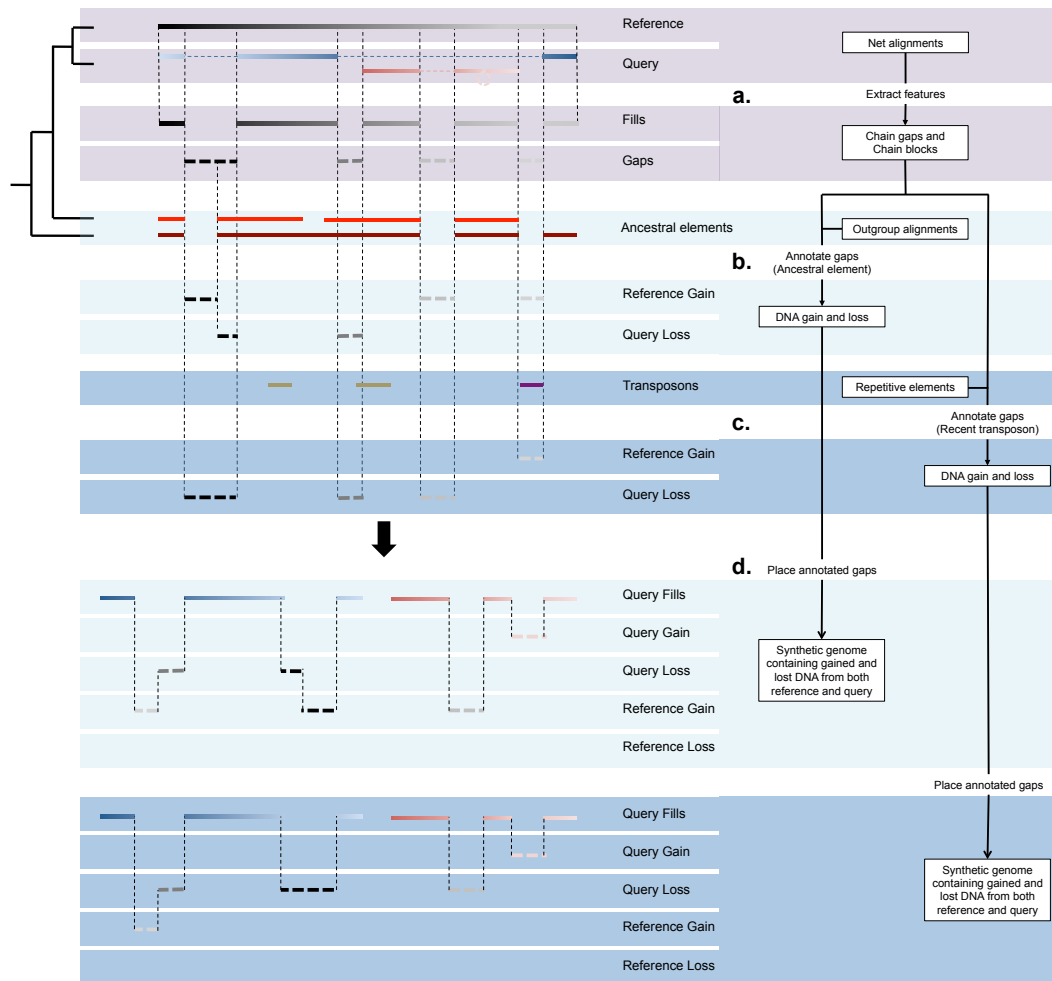 Reference
Query
Fills
Gaps
Ancestral elements
Reference Gain
Query Loss
Transposons
Reference Gain
Query Loss
Query Fills
Query Gain
Query Loss
Reference Gain
Reference Loss
Query Fills
Query Gain
Query Loss
Reference Gain
Reference Loss
Net alignments
a.
Extract features
Chain gaps and
Chain blocks
Outgroup alignments
b.
Annotate gaps
(Ancestral element)
DNA gain and loss
Repetitive elements
c.
Annotate gaps
(Recent transposon)
DNA gain and loss
d.
Place annotated gaps
Synthetic genome
containing gained and
lost DNA from both
reference and query
Place annotated gaps
Synthetic genome
containing gained and
lost DNA from both
reference and query